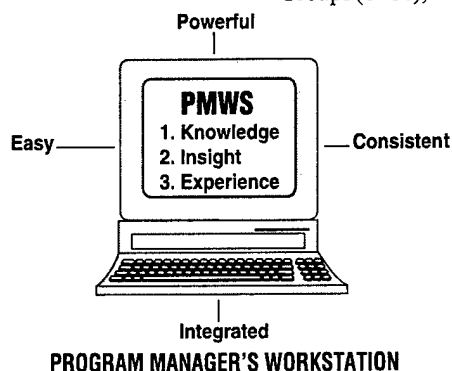 Powerful
PMWS
1. Knowledge
2. Insight
3. Experience
Easy
Consistent
Integrated
PROGRAM MANAGER'S WORKSTATION